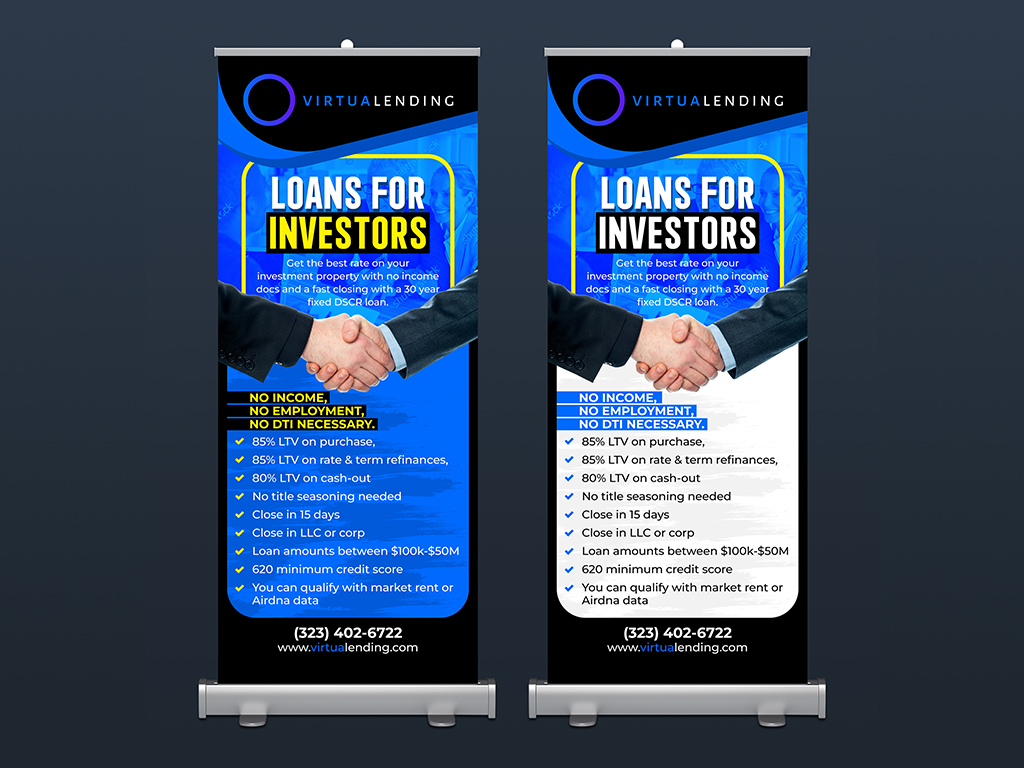 VIRTUALENDING
LOANS FOR
INVESTORS
Get the best rate on your
investment property with no income
docs and a fast closing with a 30 year
fixed DSCR loan.
NO INCOME,
NO EMPLOYMENT,
NO DTI NECESSARY.
85% LTV on purchase,
85% LTV on rate & term refinances,
80% LTV on cash-out
No title seasoning needed
Close in 15 days
Close in LLC or corp
Loan amounts between $100k-$50M
620 minimum credit score
You can qualify with market rent or
Airdna data
(323) 402-6722
www.virtualending.com
VIRTUALENDING
LOANS FOR
INVESTORS
Get the best rate on your
investment property with no income
docs and a fast closing with a 30 year
fixed DSCR loan.
NO INCOME,
NO EMPLOYMENT,
NO DTI NECESSARY.
85% LTV on purchase,
85% LTV on rate & term refinances,
80% LTV on cash-out
No title seasoning needed
Close in 15 days
Close in LLC or corp
Loan amounts between $100k-$50M
620 minimum credit score
You can qualify with market rent or
Airdna data
(323) 402-6722
www.virtualending.com